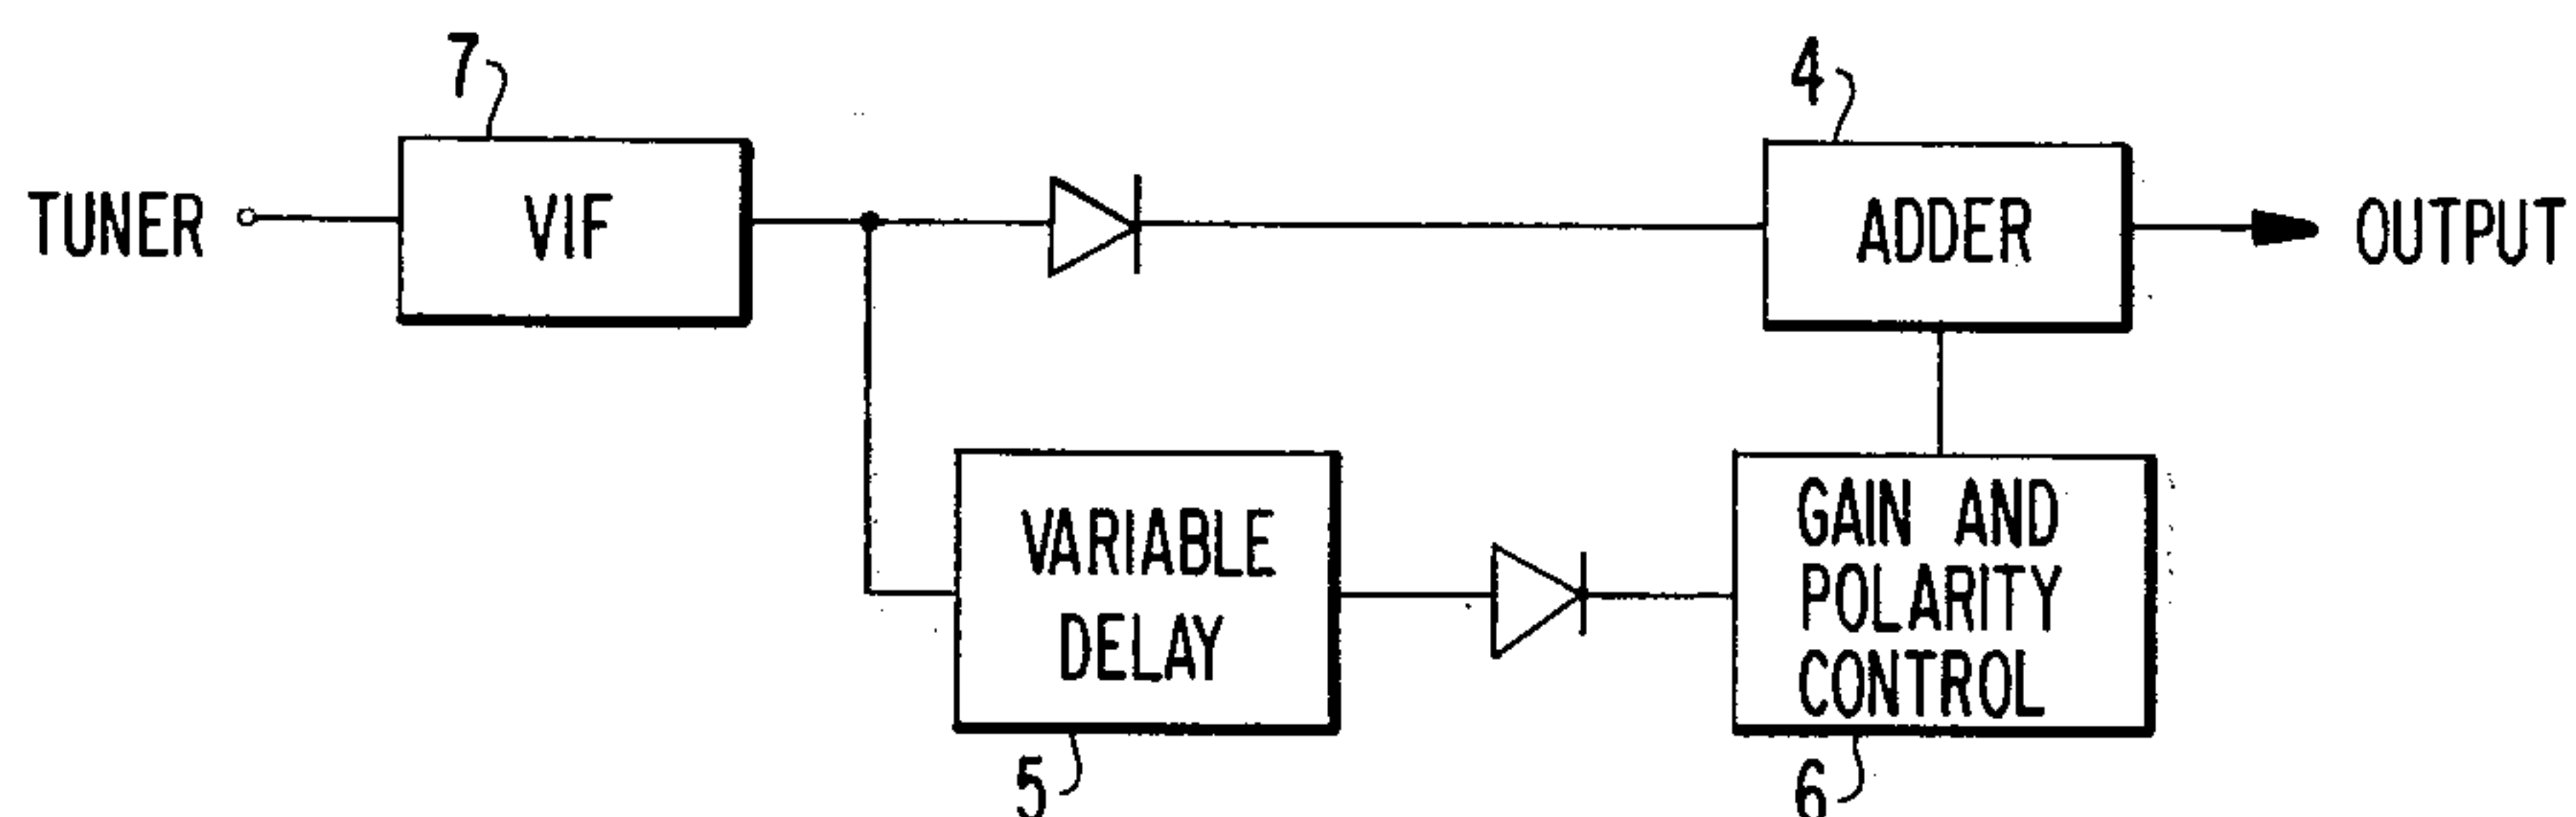 7
4
TUNER
VIF
ADDER
OUTPUT
VARIABLE
DELAY
GAIN AND
POLARITY
CONTROL
5
6